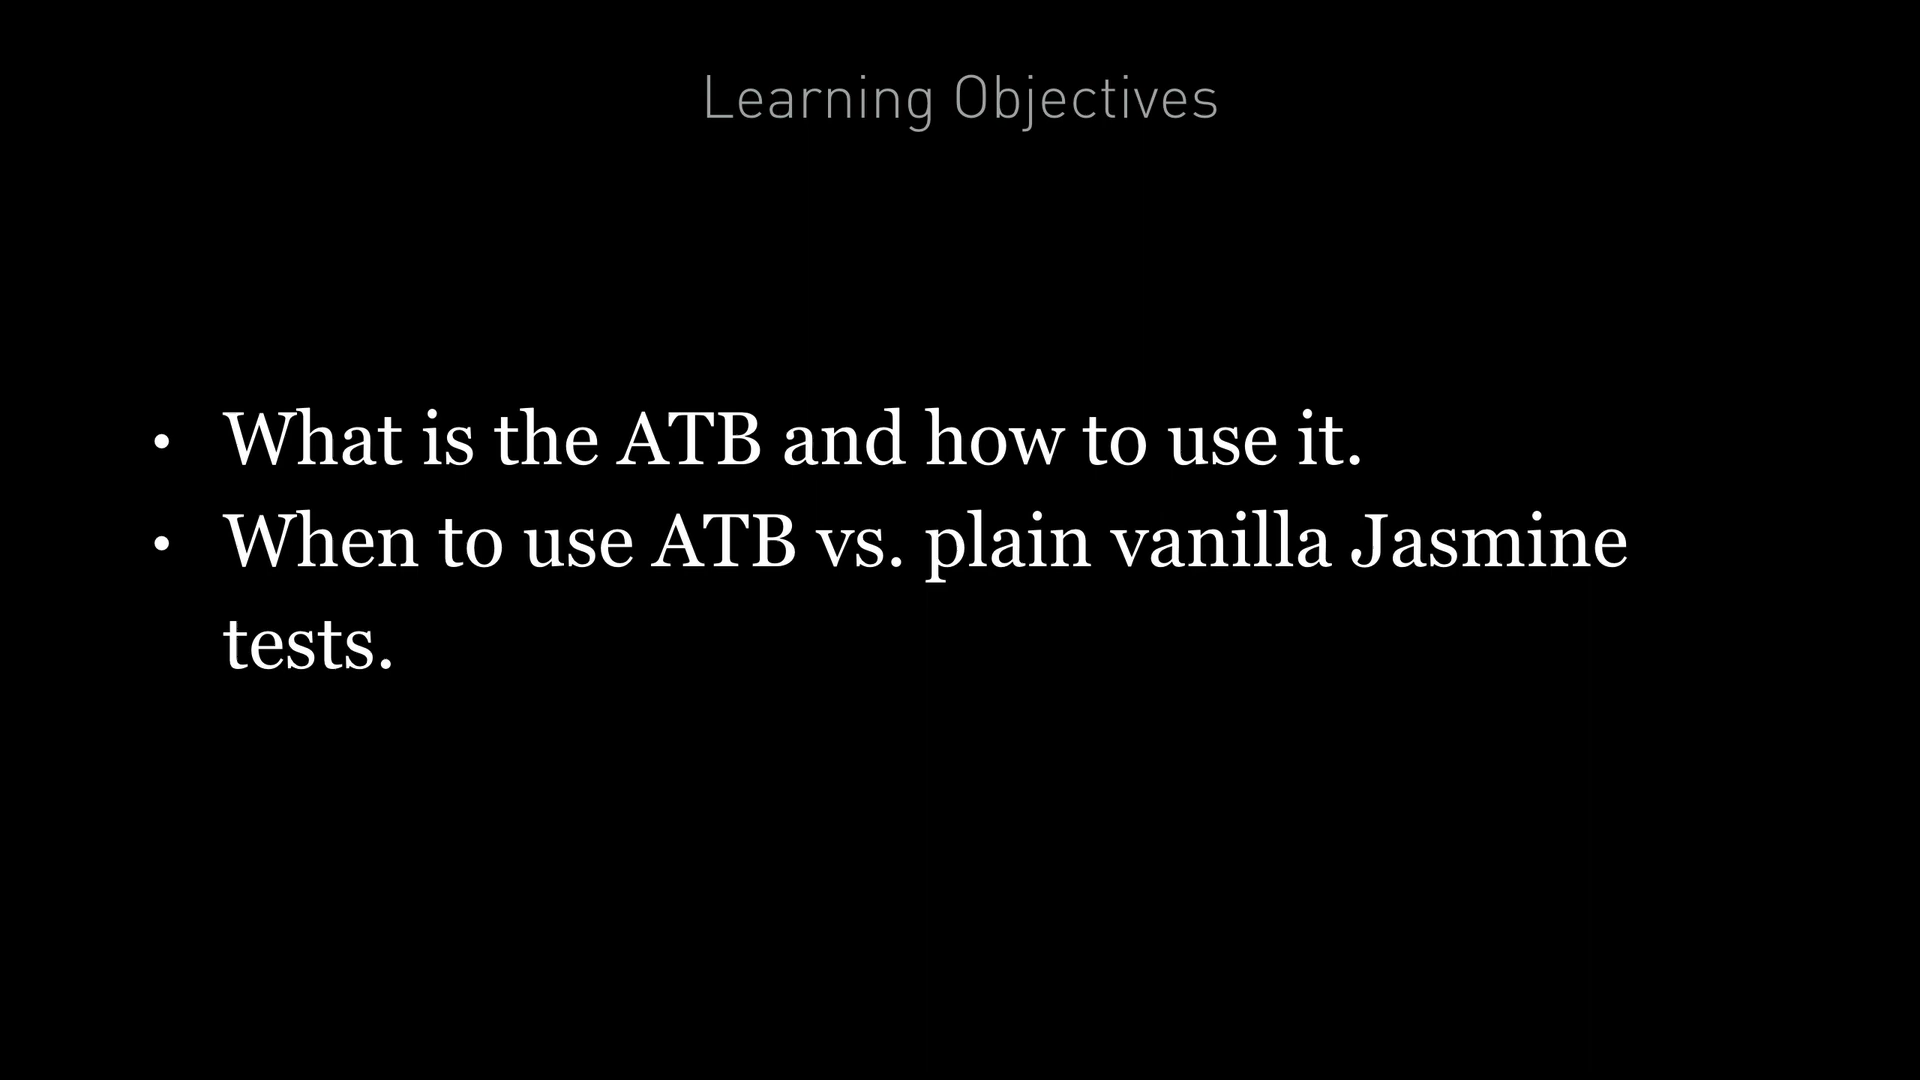 Learning Objectives
• What is the ATB and how to use it.
• When to use ATB vs. plain vanilla Jasmine
tests.